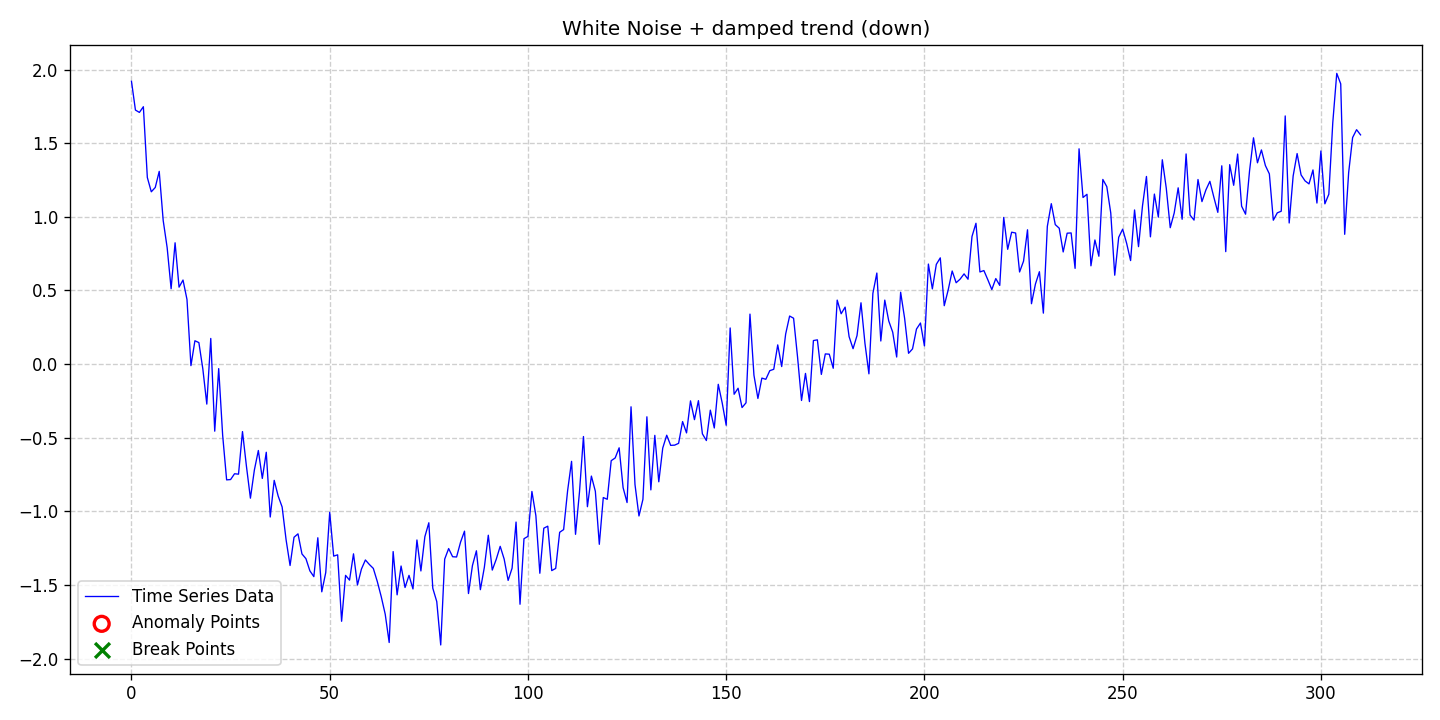 White Noise + damped trend (down)
2.0
1.5
1.0
0.5
0.0
−0.5
−1.0
−1.5
−2.0
Time Series Data
Anomaly Points
Break Points
0 50 100 150 200 250 300